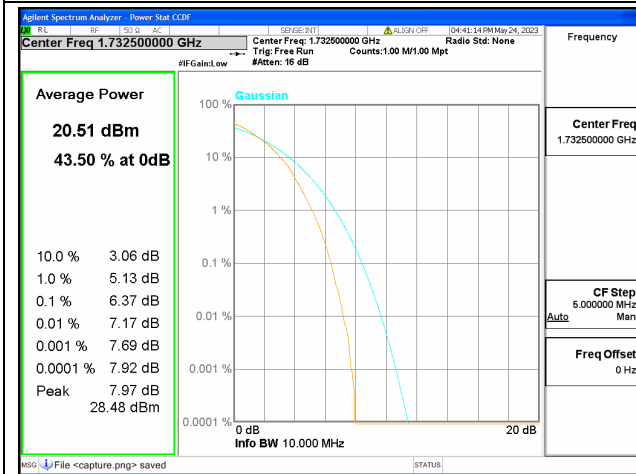 Agilent Spectrum Analyzer - Power Stat CCDF
RL RF 50 Ω AC SENSE:INT ALIGN OFF 04:41:14 PM May 24, 2023
Center Freq 1.732500000 GHz
Center Freq: 1.732500000 GHz Radio Std: None
Trig: Free Run Counts:1.00 M/1.00 Mpt
#IFGain:Low #Atten: 16 dB
Frequency
Center Freq
1.732500000 GHz
CF Step
5.000000 MHz
Auto Man
Freq Offset
0 Hz
Average Power
20.51 dBm
43.50 % at 0dB
10.0 % 3.06 dB
1.0 % 5.13 dB
0.1 % 6.37 dB
0.01 % 7.17 dB
0.001 % 7.69 dB
0.0001 % 7.92 dB
Peak 7.97 dB
28.48 dBm
Gaussian
100 %
10 %
1 %
0.1 %
0.01 %
0.001 %
0.0001 %
0 dB 20 dB
Info BW 10.000 MHz
MSG File <capture.png> saved STATUS